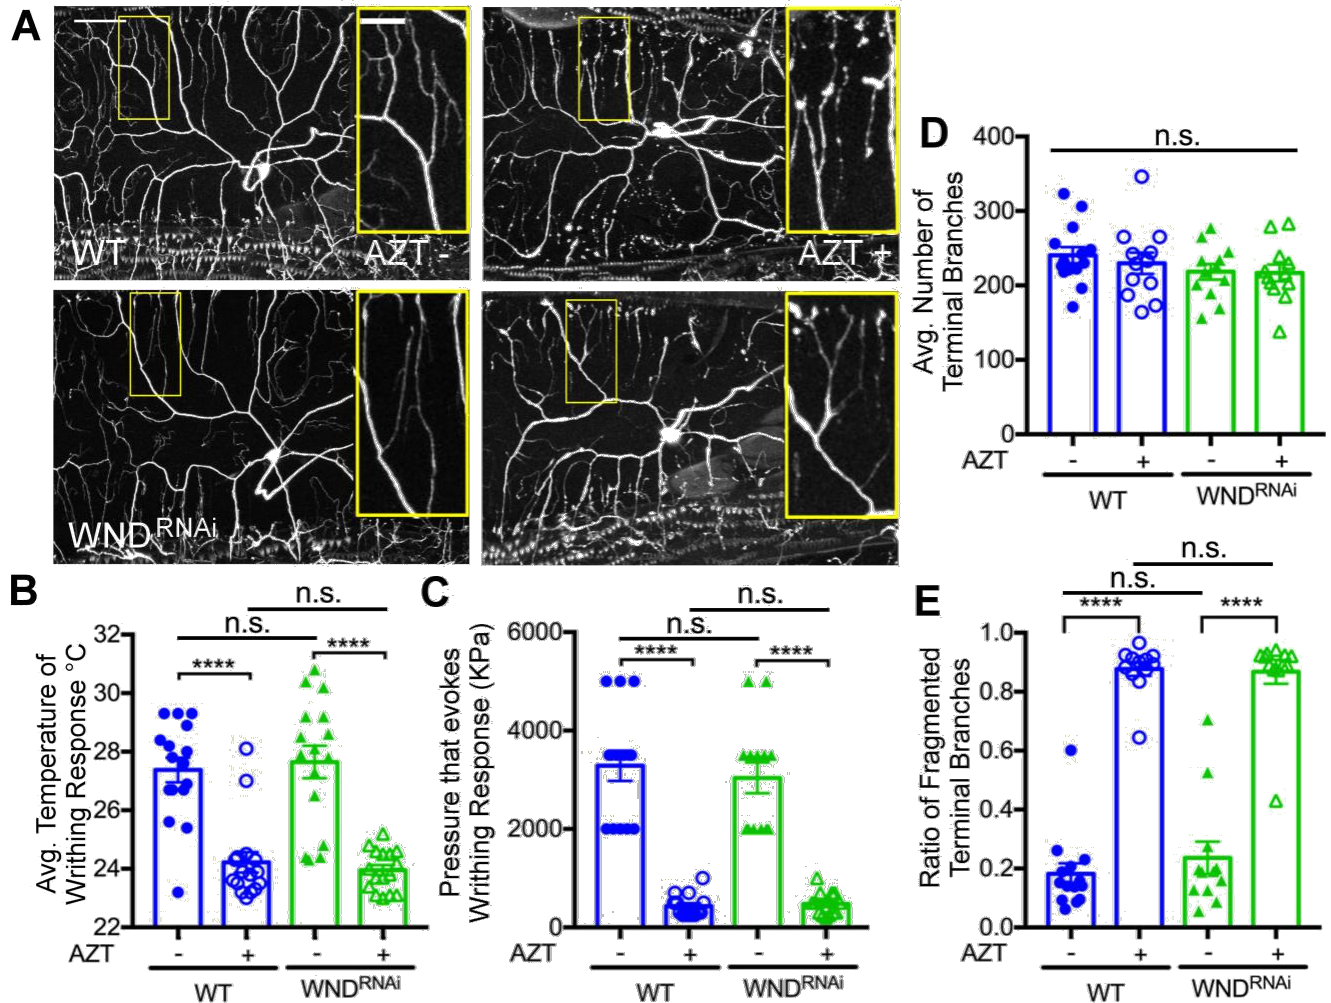 A
WT
AZT -
AZT +
WND^RNAi
B
Avg. Temperature of
Writhing Response °C
32
30
28
26
24
22
n.s.
n.s.
****
****
AZT - + - +
WT WND^RNAi
C
Pressure that evokes
Writhing Response (KPa)
6000
4000
2000
0
n.s.
n.s.
****
****
AZT - + - +
WT WND^RNAi
D
Avg. Number of
Terminal Branches
400
300
200
100
0
n.s.
AZT - + - +
WT WND^RNAi
E
Ratio of Fragmented
Terminal Branches
1.0
0.8
0.6
0.4
0.2
0.0
n.s.
n.s.
****
****
AZT - + - +
WT WND^RNAi